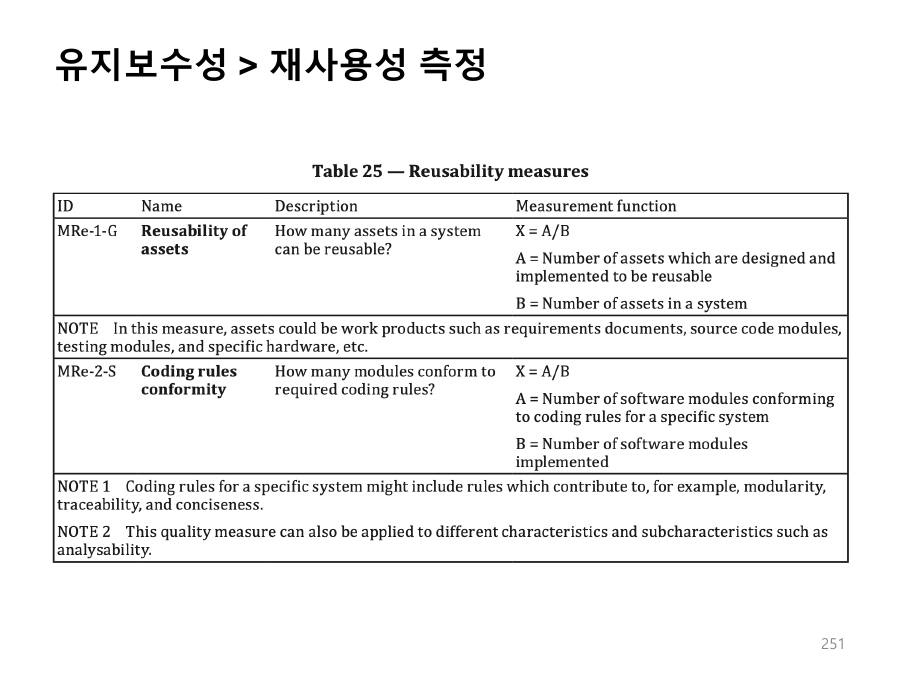 유지보수성 > 재사용성 측정
Table 25 — Reusability measures
ID Name Description Measurement function
MRe-1-G Reusability of assets How many assets in a system can be reusable? X = A/B
A = Number of assets which are designed and
implemented to be reusable
B = Number of assets in a system
NOTE In this measure, assets could be work products such as requirements documents, source code modules,
testing modules, and specific hardware, etc.
MRe-2-S Coding rules conformity How many modules conform to required coding rules? X = A/B
A = Number of software modules conforming
to coding rules for a specific system
B = Number of software modules
implemented
NOTE 1 Coding rules for a specific system might include rules which contribute to, for example, modularity,
traceability, and conciseness.
NOTE 2 This quality measure can also be applied to different characteristics and subcharacteristics such as
analysability.
251